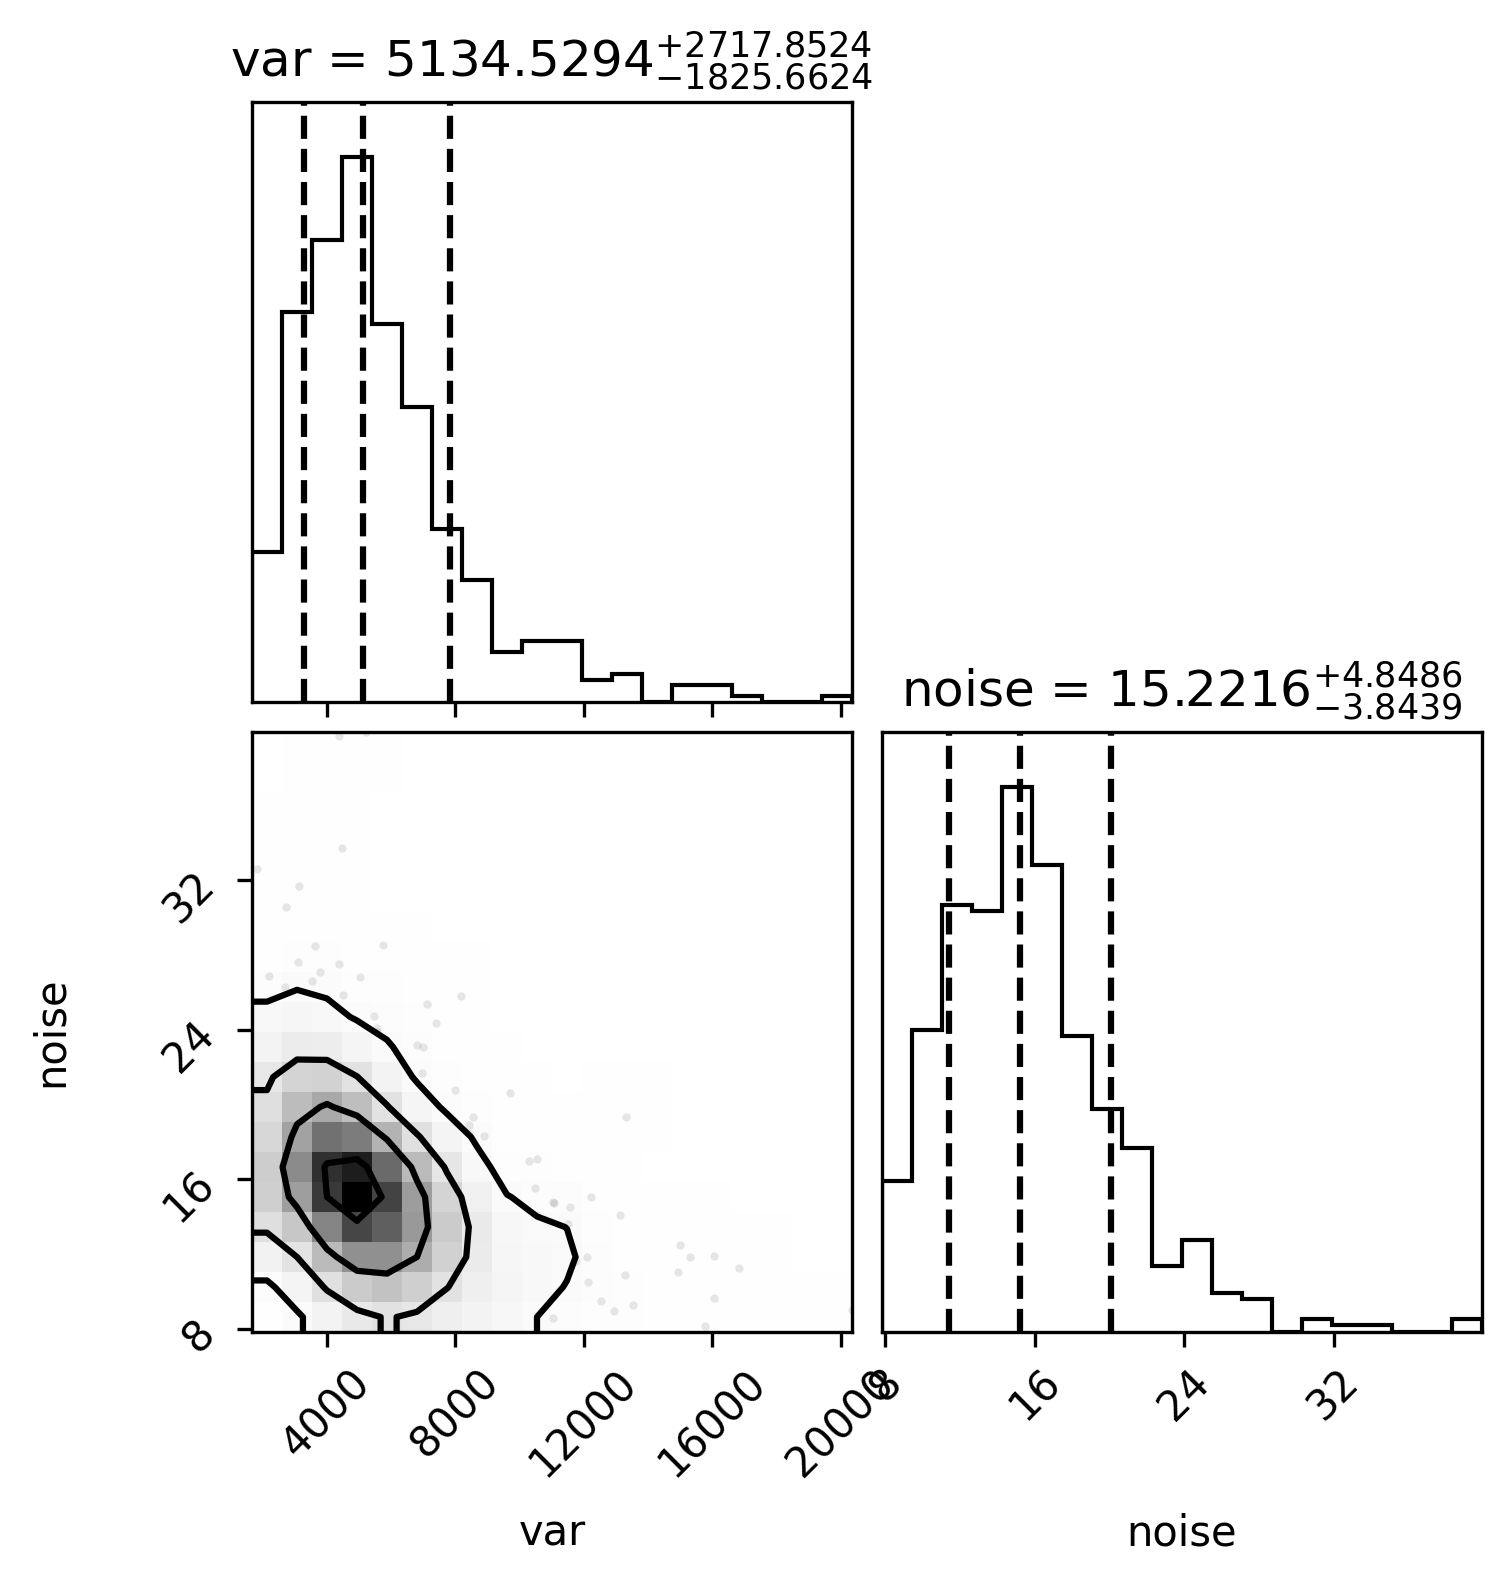 var = 5134.5294+2717.8524−1825.6624
noise = 15.2216+4.8486−3.8439
32
24
16
8
noise
4000
8000
12000
16000
20000
8
16
24
32
var
noise